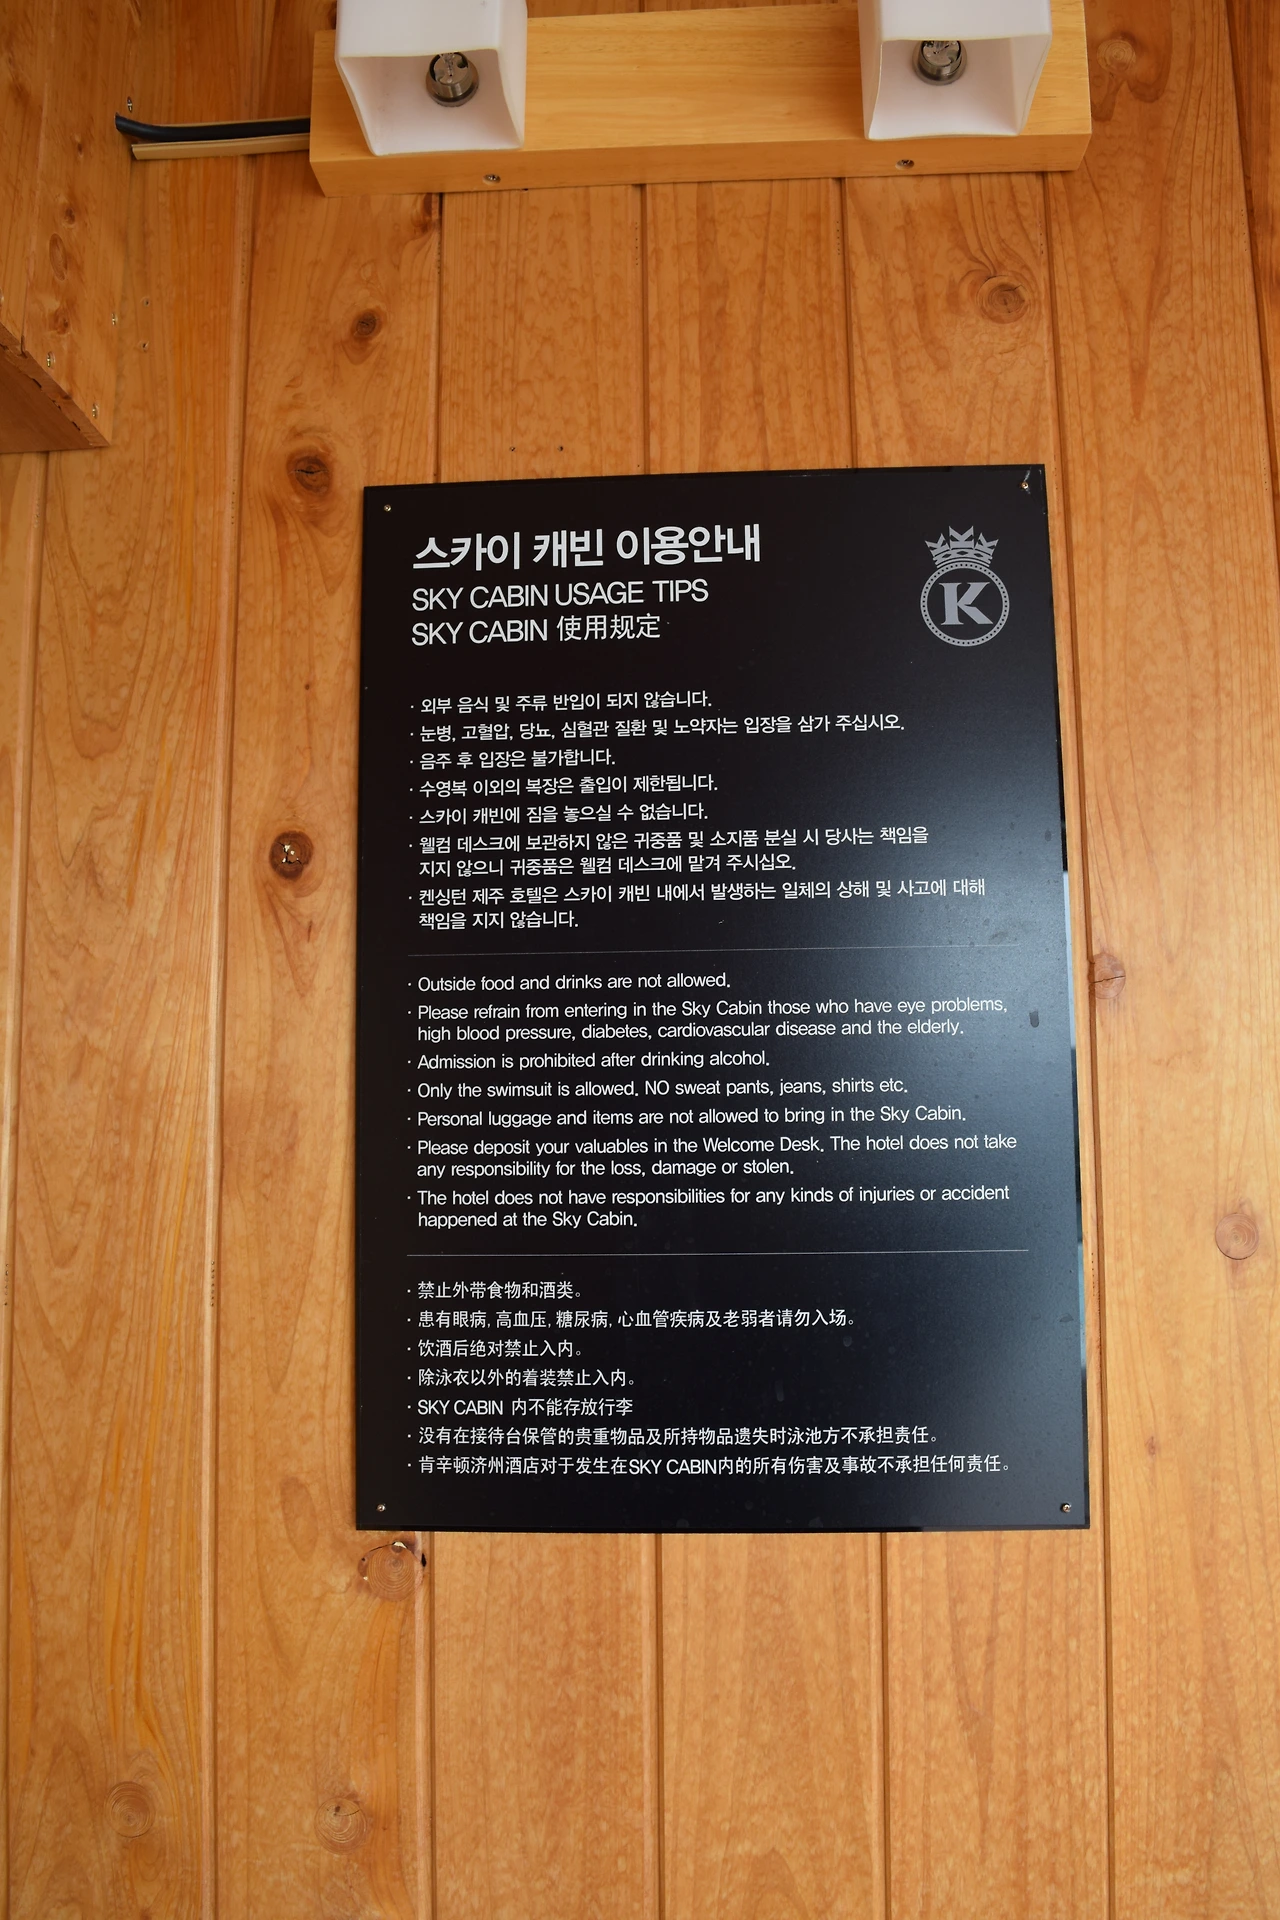 스카이 캐빈 이용안내
SKY CABIN USAGE TIPS
SKY CABIN 使用规定
K
· 외부 음식 및 주류 반입이 되지 않습니다.
· 눈병, 고혈압, 당뇨, 심혈관 질환 및 노약자는 입장을 삼가 주십시오.
· 음주 후 입장은 불가합니다.
· 수영복 이외의 복장은 출입이 제한됩니다.
· 스카이 캐빈에 짐을 놓으실 수 없습니다.
· 웰컴 데스크에 보관하지 않은 귀중품 및 소지품 분실 시 당사는 책임을
지지 않으니 귀중품은 웰컴 데스크에 맡겨 주시십오.
· 켄싱턴 제주 호텔은 스카이 캐빈 내에서 발생하는 일체의 상해 및 사고에 대해
책임을 지지 않습니다.
· Outside food and drinks are not allowed.
· Please refrain from entering in the Sky Cabin those who have eye problems,
high blood pressure, diabetes, cardiovascular disease and the elderly.
· Admission is prohibited after drinking alcohol.
· Only the swimsuit is allowed. NO sweat pants, jeans, shirts etc.
· Personal luggage and items are not allowed to bring in the Sky Cabin.
· Please deposit your valuables in the Welcome Desk. The hotel does not take
any responsibility for the loss, damage or stolen.
· The hotel does not have responsibilities for any kinds of injuries or accident
happened at the Sky Cabin.
· 禁止外带食物和酒类。
· 患有眼病, 高血压, 糖尿病, 心血管疾病及老弱者请勿入场。
· 饮酒后绝对禁止入内。
· 除泳衣以外的着装禁止入内。
· SKY CABIN 内不能存放行李
· 没有在接待台保管的贵重物品及所持物品遗失时泳池方不承担责任。
· 肯辛顿济州酒店对于发生在SKY CABIN内的所有伤害及事故不承担任何责任。